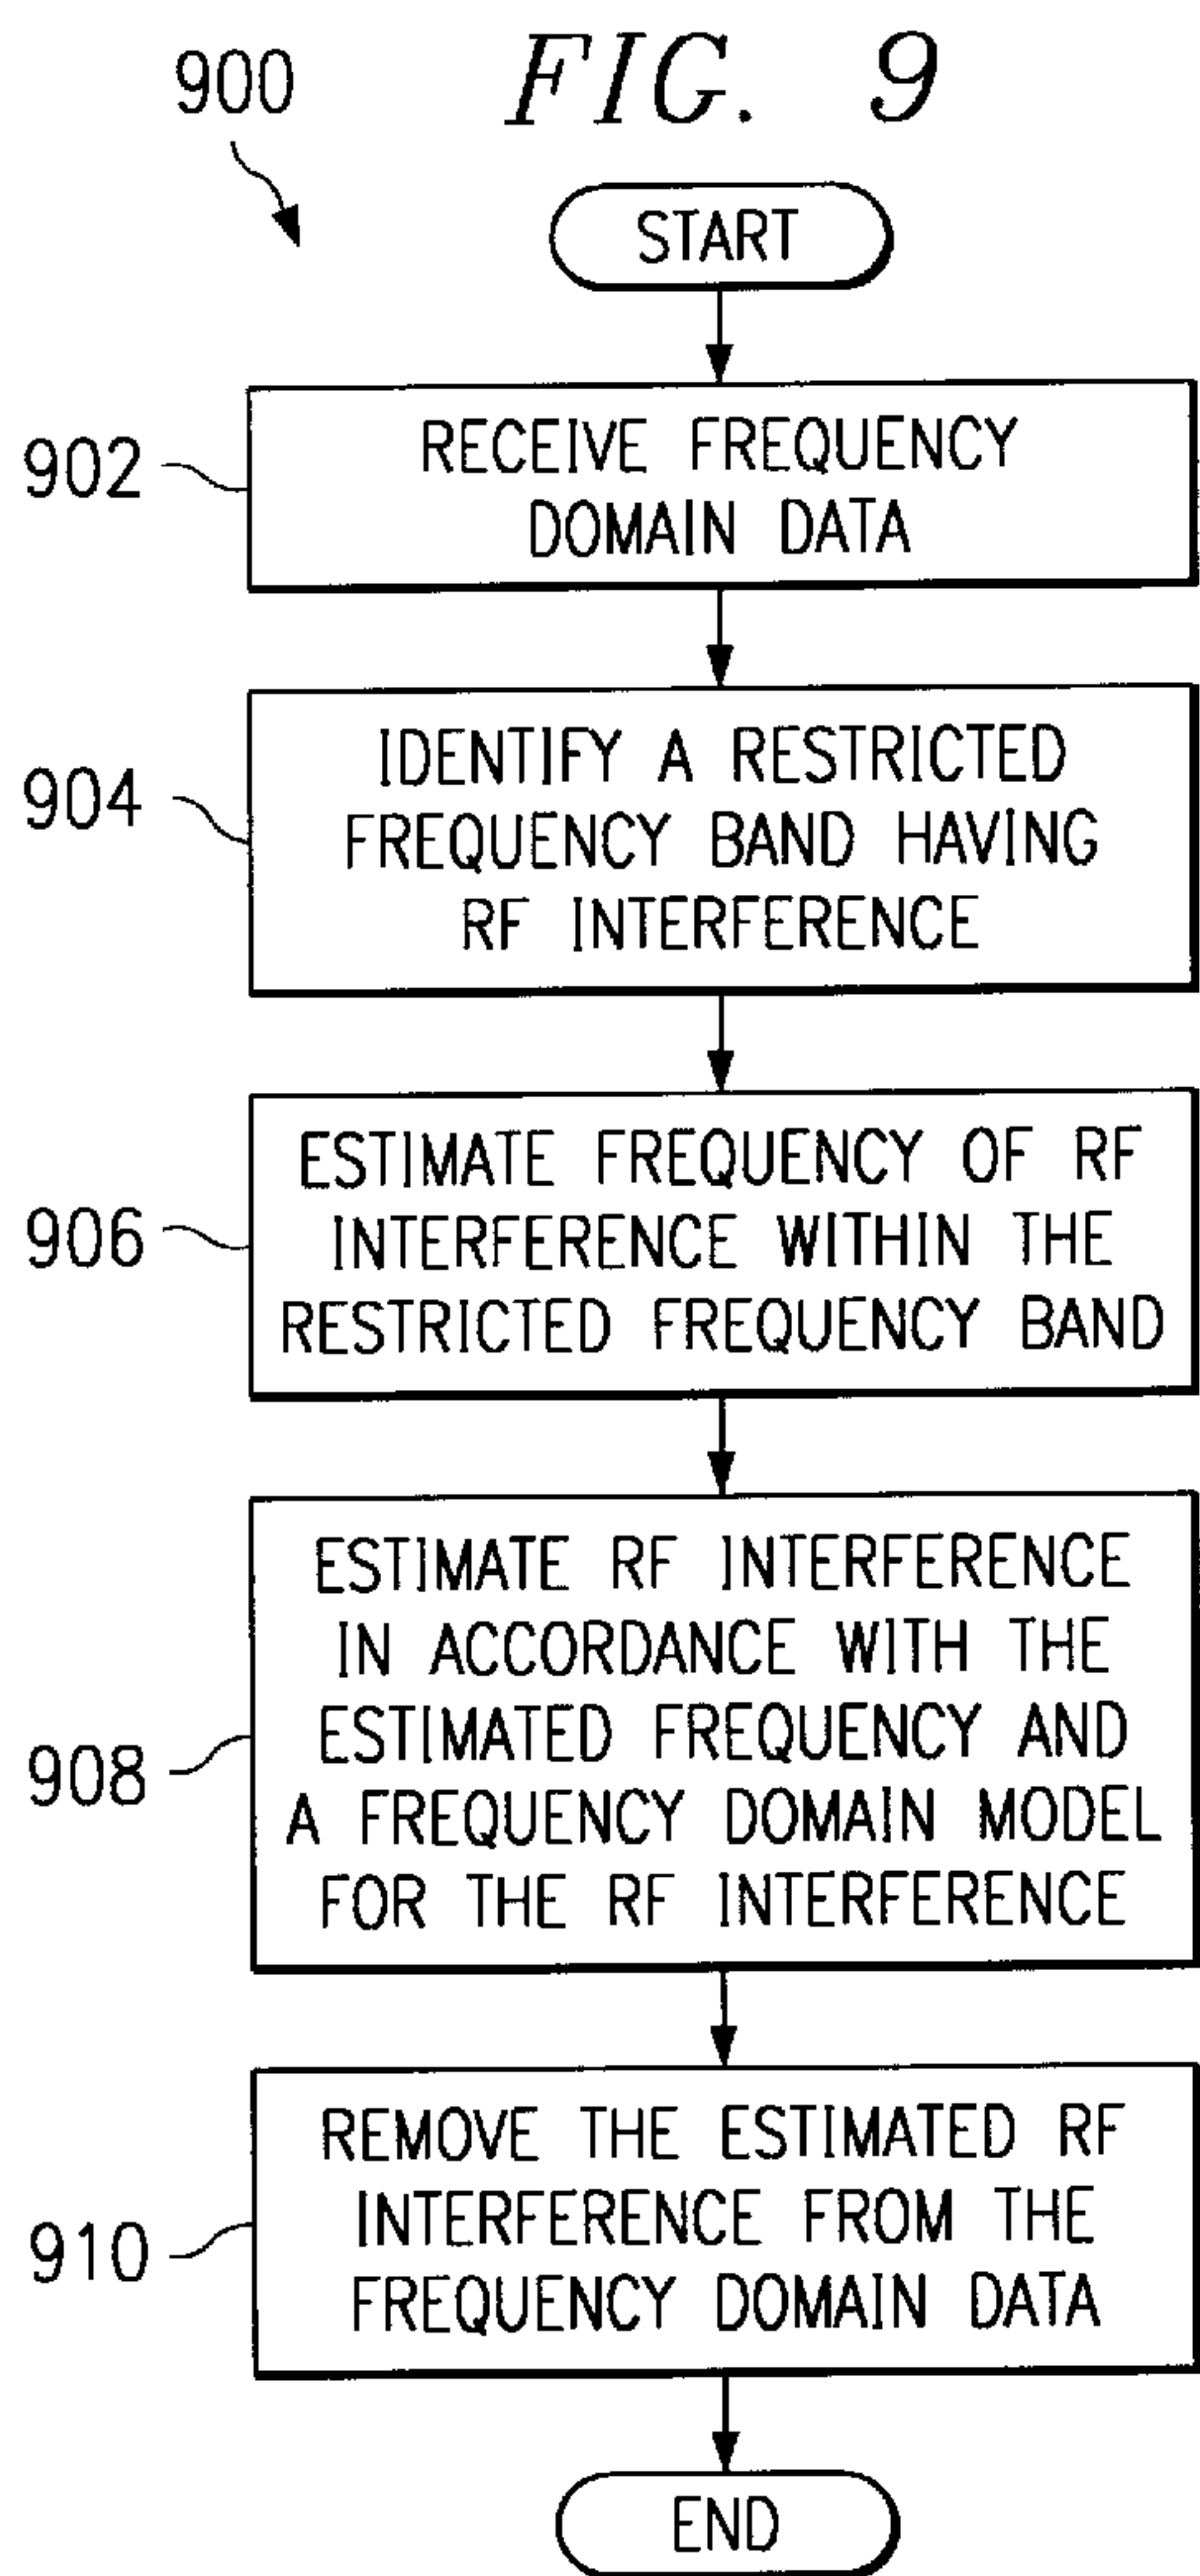 900
FIG. 9
START
902
RECEIVE FREQUENCY
DOMAIN DATA
904
IDENTIFY A RESTRICTED
FREQUENCY BAND HAVING
RF INTERFERENCE
906
ESTIMATE FREQUENCY OF RF
INTERFERENCE WITHIN THE
RESTRICTED FREQUENCY BAND
908
ESTIMATE RF INTERFERENCE
IN ACCORDANCE WITH THE
ESTIMATED FREQUENCY AND
A FREQUENCY DOMAIN MODEL
FOR THE RF INTERFERENCE
910
REMOVE THE ESTIMATED RF
INTERFERENCE FROM THE
FREQUENCY DOMAIN DATA
END